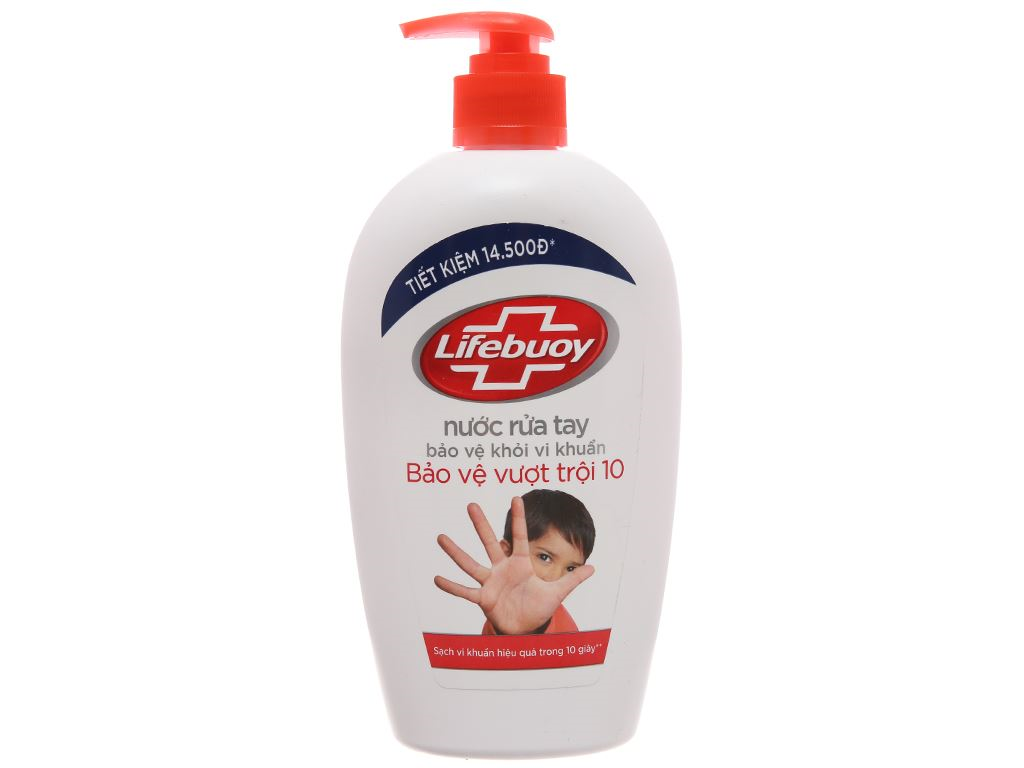 TIẾT KIỆM 14.500Đ*
Lifebuoy
nước rửa tay
bảo vệ khỏi vi khuẩn
Bảo vệ vượt trội 10
Sạch vi khuẩn hiệu quả trong 10 giây**